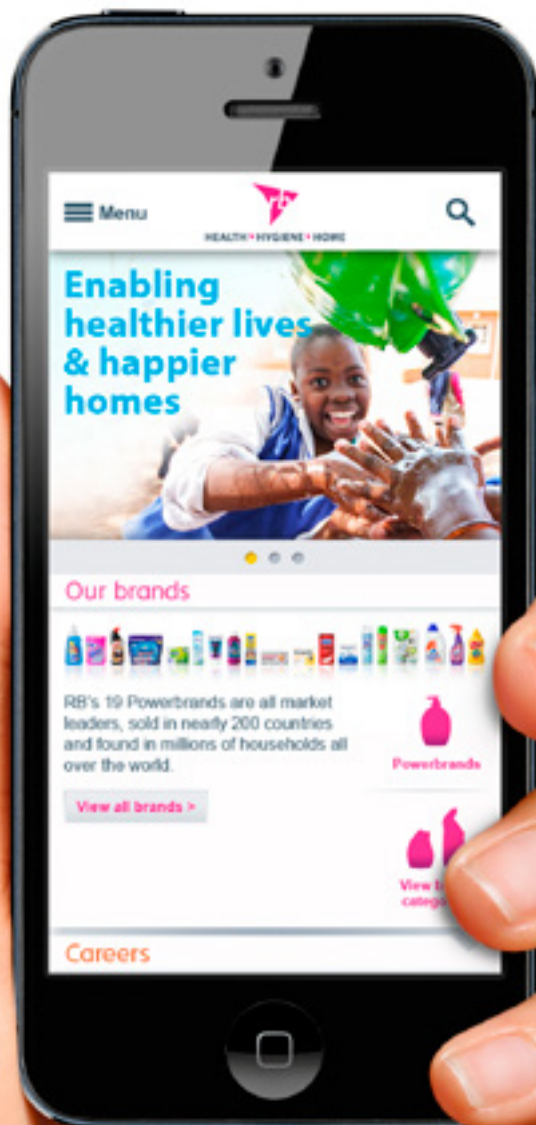 Menu
rb
HEALTH • HYGIENE • HOME
Enabling
healthier lives
& happier
homes
Our brands
RB's 19 Powerbrands are all market
leaders, sold in nearly 200 countries
and found in millions of households all
over the world.
View all brands >
Powerbrands
View
Careers